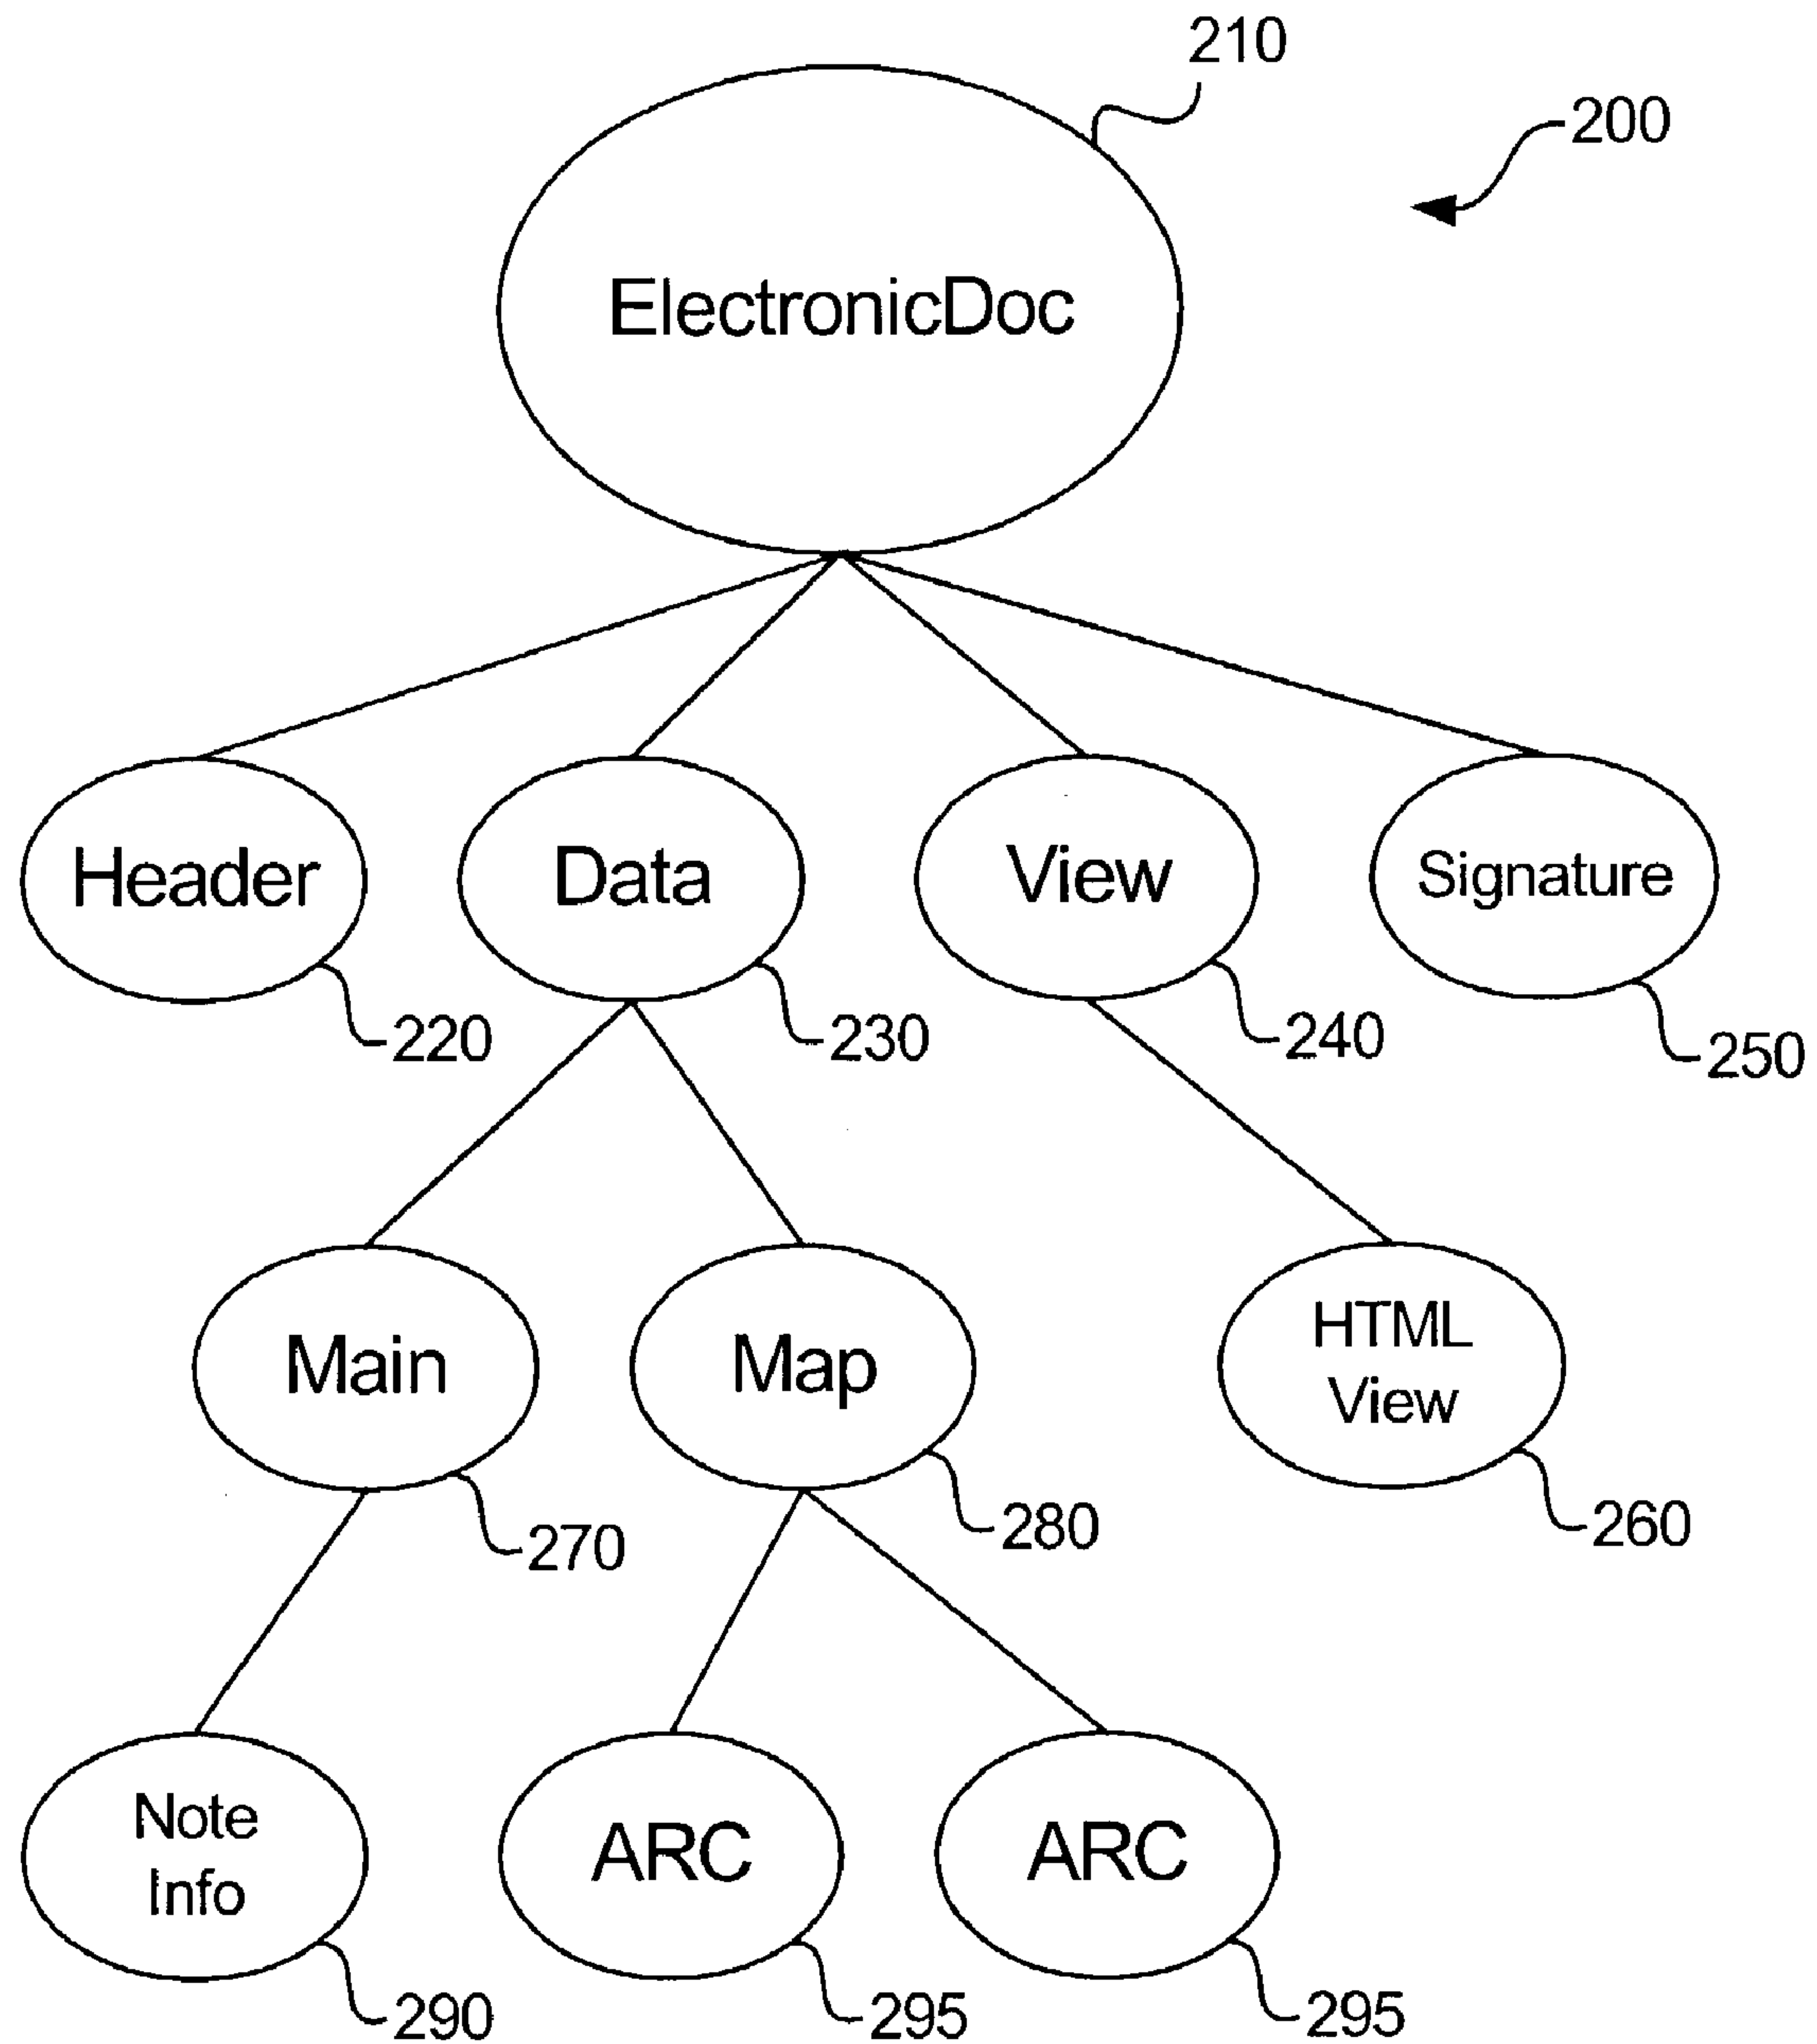 210
200
ElectronicDoc
Header
Data
View
Signature
220
230
240
250
Main
Map
HTML
View
270
280
260
Note
Info
ARC
ARC
290
295
295